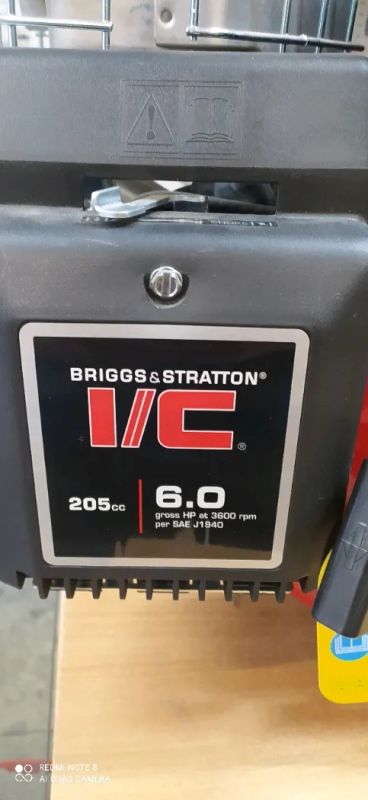 BRIGGS & STRATTON®
I/C®
205cc
6.0
gross HP at 3600 rpm
per SAE J1940
REDMI NOTE 8
AI QUAD CAMERA